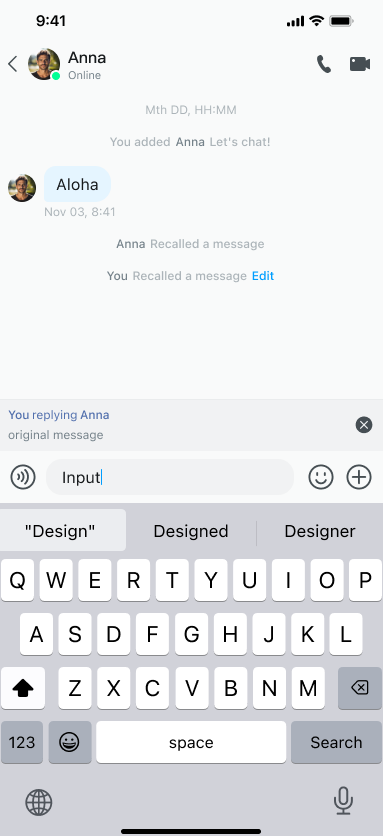 9:41
Anna
Online
Mth DD, HH:MM
You added Anna Let's chat!
Aloha
Nov 03, 8:41
Anna Recalled a message
You Recalled a message Edit
You replying Anna
original message
Input
"Design" Designed Designer
Q W E R T Y U I O P
A S D F G H J K L
Z X C V B N M
123 space Search